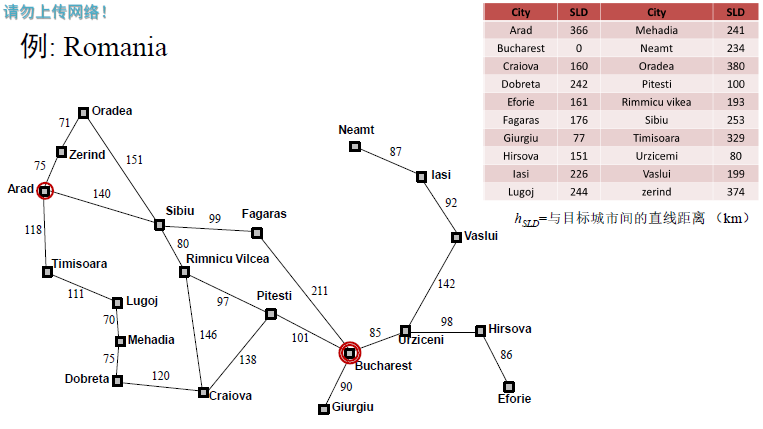 请勿上传网络！
例: Romania
City SLD City SLD
Arad 366 Mehadia 241
Bucharest 0 Neamt 234
Craiova 160 Oradea 380
Dobreta 242 Pitesti 100
Eforie 161 Rimmicu vikea 193
Fagaras 176 Sibiu 253
Giurgiu 77 Timisoara 329
Hirsova 151 Urzicemi 80
Iasi 226 Vaslui 199
Lugoj 244 zerind 374
hSLD=与目标城市间的直线距离 （km）
Oradea
71
Neamt
Zerind
87
151
75
Iasi
Arad
140
92
Sibiu
Fagaras
99
118
80
Vaslui
Timisoara
Rimnicu Vilcea
111
Lugoj
97
Pitesti
211
142
70
98
Hirsova
Mehadia
146
101
85
Urziceni
75
138
86
Dobreta
120
Bucharest
90
Craiova
Giurgiu
Eforie